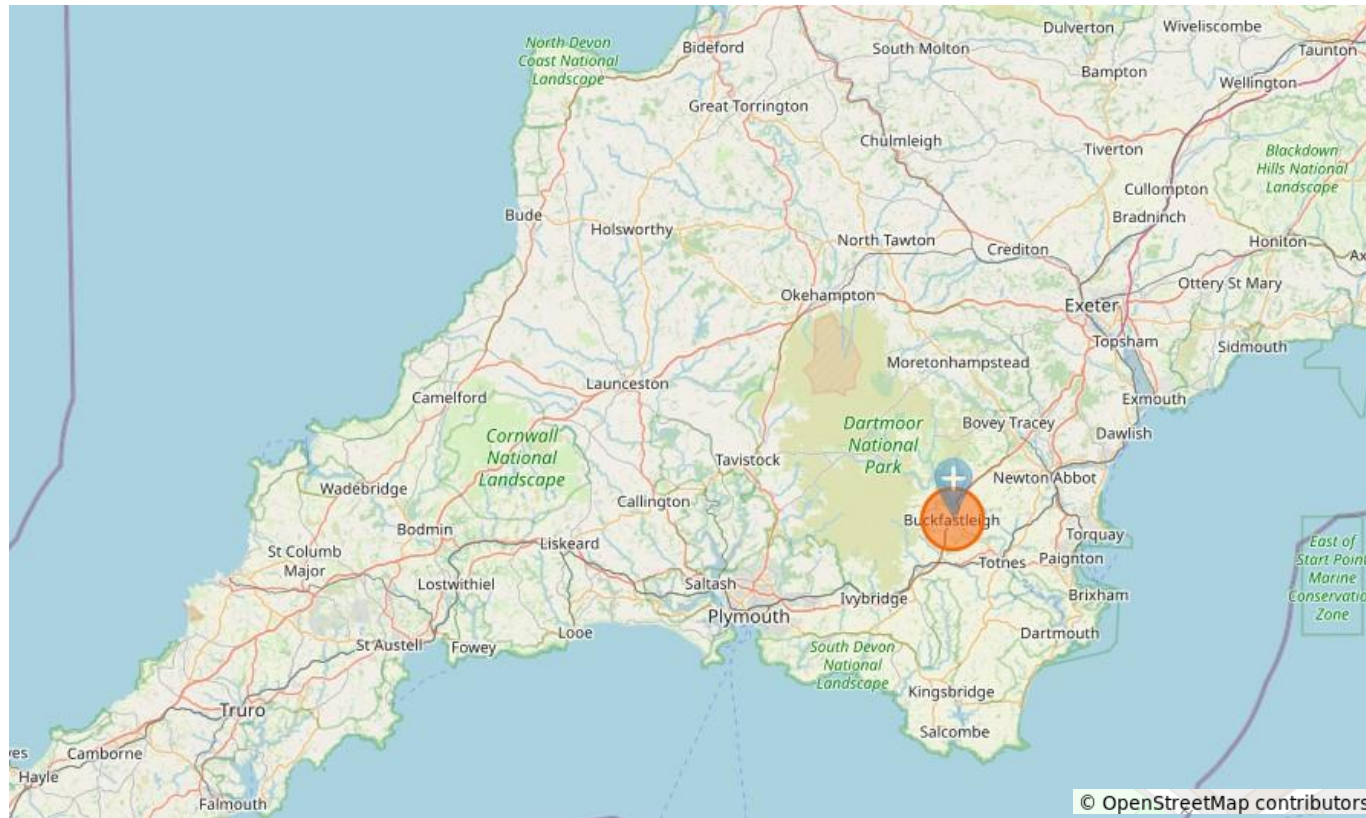 North Devon
Coast National
Landscape
Bideford
South Molton
Dulverton
Wiveliscombe
Taunton
Bampton
Wellington
Great Torrington
Chulmleigh
Tiverton
Blackdown
Hills National
Landscape
Cullompton
Bude
Holsworthy
Bradninch
North Tawton
Crediton
Honiton
Ax
Okehampton
Exeter
Ottery St Mary
Topsham
Sidmouth
Moretonhampstead
Launceston
Camelford
Exmouth
Cornwall
National
Landscape
Dartmoor
National
Park
Bovey Tracey
Dawlish
Tavistock
Newton Abbot
Wadebridge
Callington
Bodmin
Buckfastleigh
Torquay
St Columb
Major
Liskeard
Totnes
Paignton
East of
Start Poin
Marine
Conservatio
Zone
Lostwithiel
Saltash
Ivybridge
Brixham
Plymouth
St Austell
Fowey
Looe
Dartmouth
South Devon
National
Landscape
Kingsbridge
Truro
Salcombe
ves
Camborne
Hayle
Falmouth
© OpenStreetMap contributors